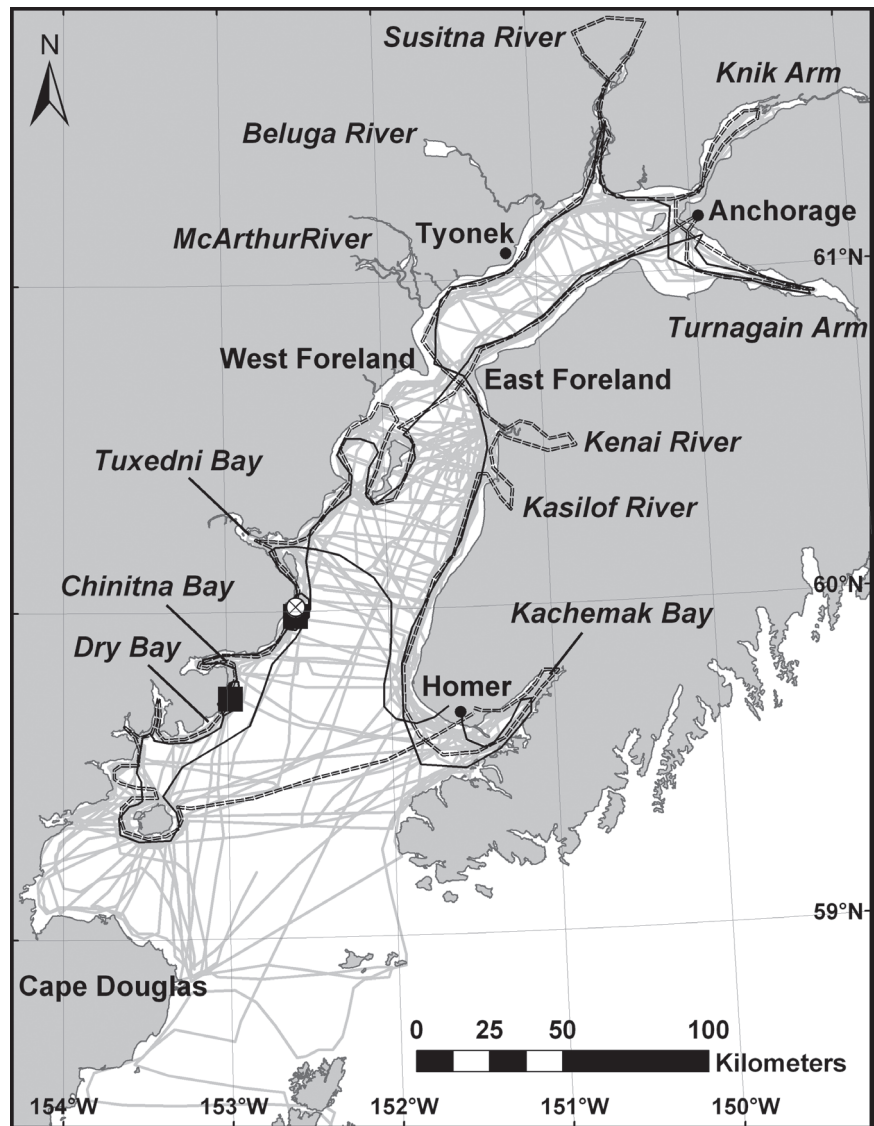 Susitna River
N
Knik Arm
Beluga River
Anchorage
Tyonek
McArthurRiver
61°N
Turnagain Arm
West Foreland
East Foreland
Kenai River
Tuxedni Bay
Kasilof River
60°N
Chinitna Bay
Kachemak Bay
Dry Bay
Homer
59°N
Cape Douglas
0 25 50 100
Kilometers
154°W 153°W 152°W 151°W 150°W